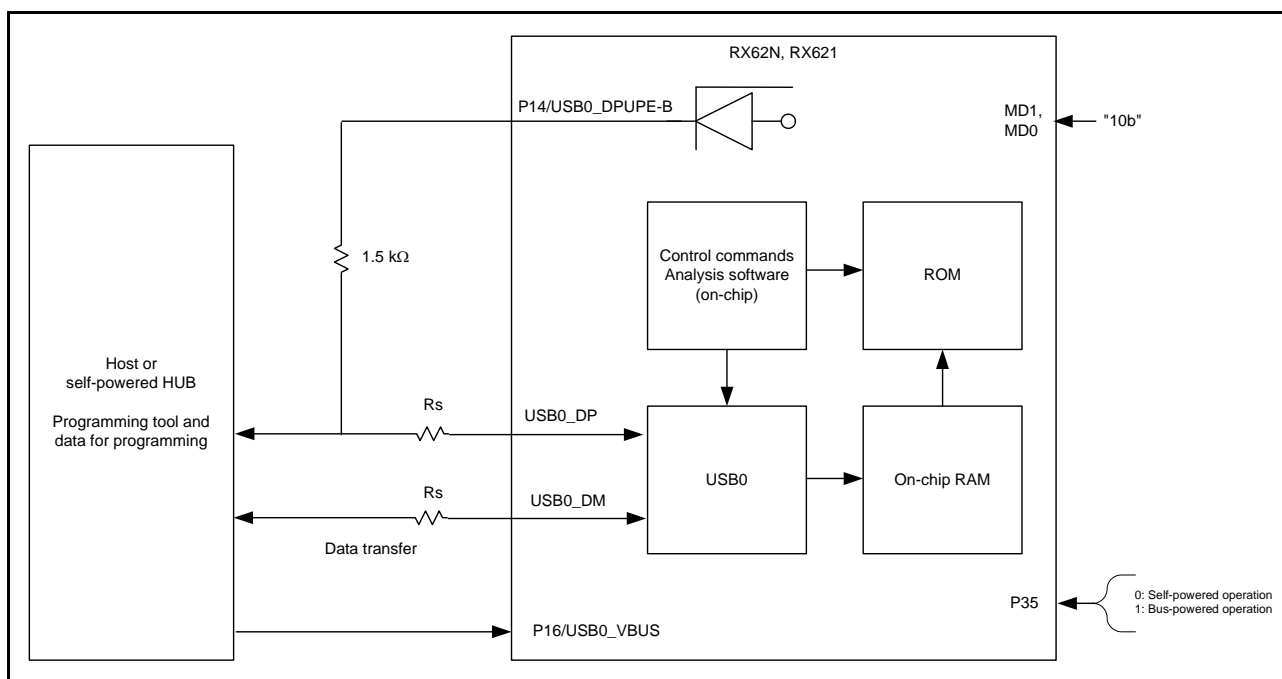 RX62N, RX621
P14/USB0_DPUPE-B
MD1,
MD0
"10b"
1.5 kΩ
Control commands
Analysis software
(on-chip)
ROM
Host or
self-powered HUB
Programming tool and
data for programming
Rs
USB0_DP
USB0
On-chip RAM
Rs
USB0_DM
Data transfer
P35
0: Self-powered operation
1: Bus-powered operation
P16/USB0_VBUS